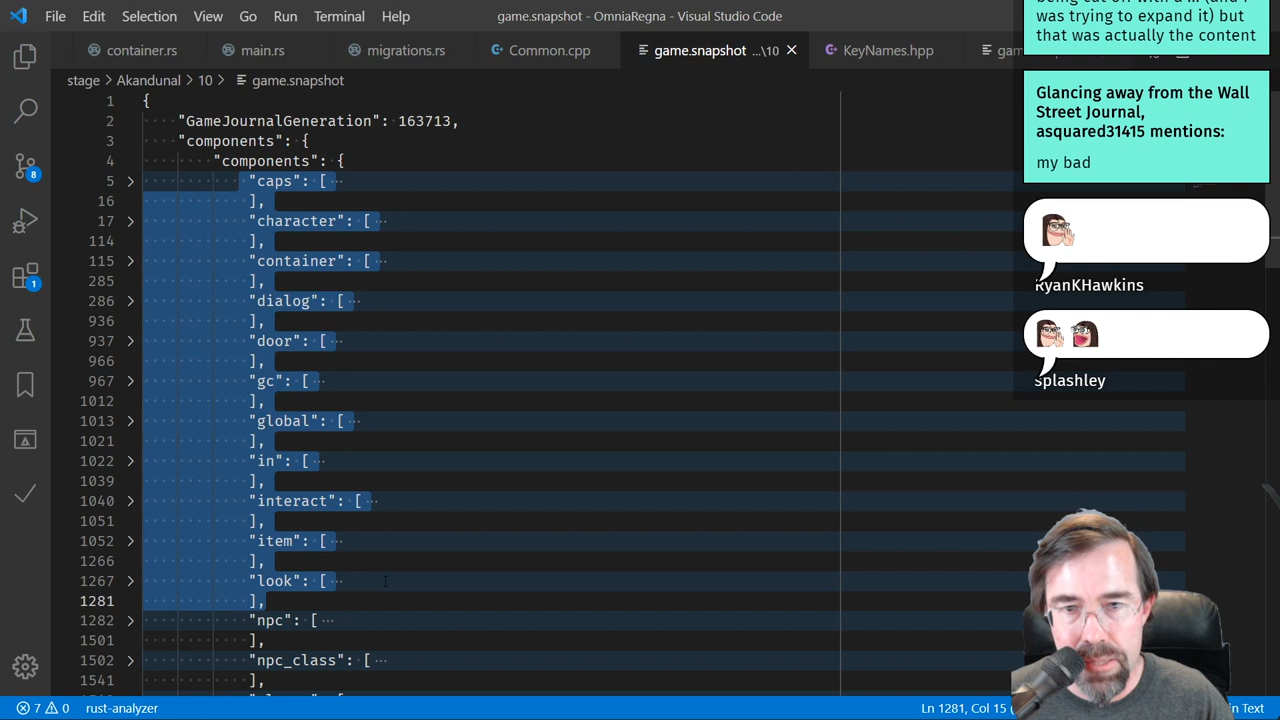 File Edit Selection View Go Run Terminal Help
game.snapshot - OmniaRegna - Visual Studio Code
container.rs main.rs migrations.rs Common.cpp game.snapshot ...\10 KeyNames.hpp
stage > Akandunal > 10 > game.snapshot
1 {
2 "GameJournalGeneration": 163713,
3 "components": {
4 "components": {
5 "caps": [
16 ],
17 "character": [
114 ],
115 "container": [
285 ],
286 "dialog": [
936 ],
937 "door": [
966 ],
967 "gc": [
1012 ],
1013 "global": [
1021 ],
1022 "in": [
1039 ],
1040 "interact": [
1051 ],
1052 "item": [
1266 ],
1267 "look": [
1281 ],
1282 "npc": [
1501 ],
1502 "npc_class": [
1541 ],
8
1
was trying to expand it) but
that was actually the content
Glancing away from the Wall
Street Journal,
asquared31415 mentions:
my bad
RyanKHawkins
splashley
7 0 rust-analyzer
Ln 1281, Col 15
Text